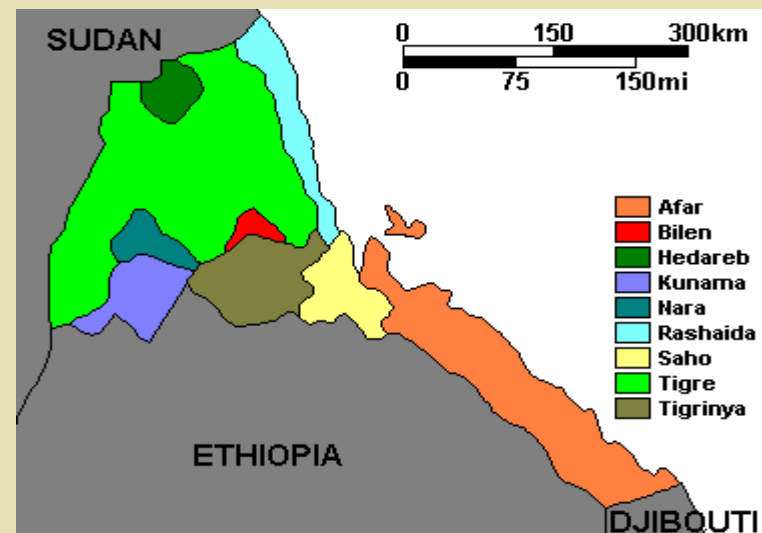 SUDAN
0 150 300km
0 75 150mi
Afar
Bilen
Hedareb
Kunama
Nara
Rashaida
Saho
Tigre
Tigrinya
ETHIOPIA
DJIBOUTI